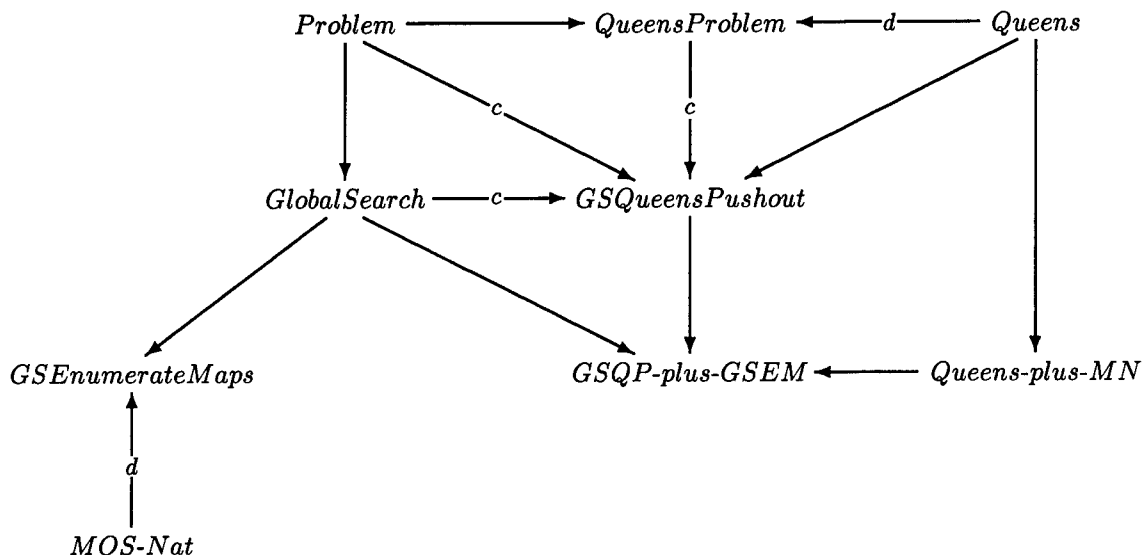 Problem QueensProblem d Queens
c c
GlobalSearch c GSQueensPushout
GSEnumerateMaps GSQP-plus-GSEM Queens-plus-MN
d
MOS-Nat